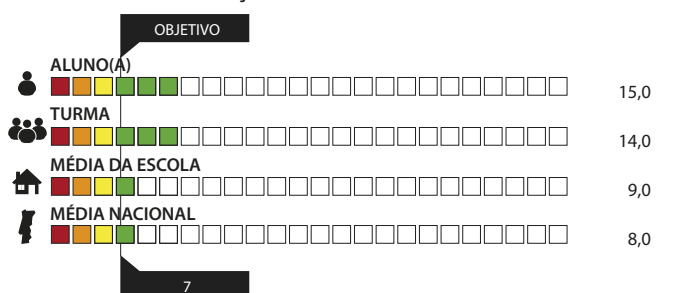 OBJETIVO
ALUNO(A)
15,0
TURMA
14,0
MÉDIA DA ESCOLA
9,0
MÉDIA NACIONAL
8,0
7